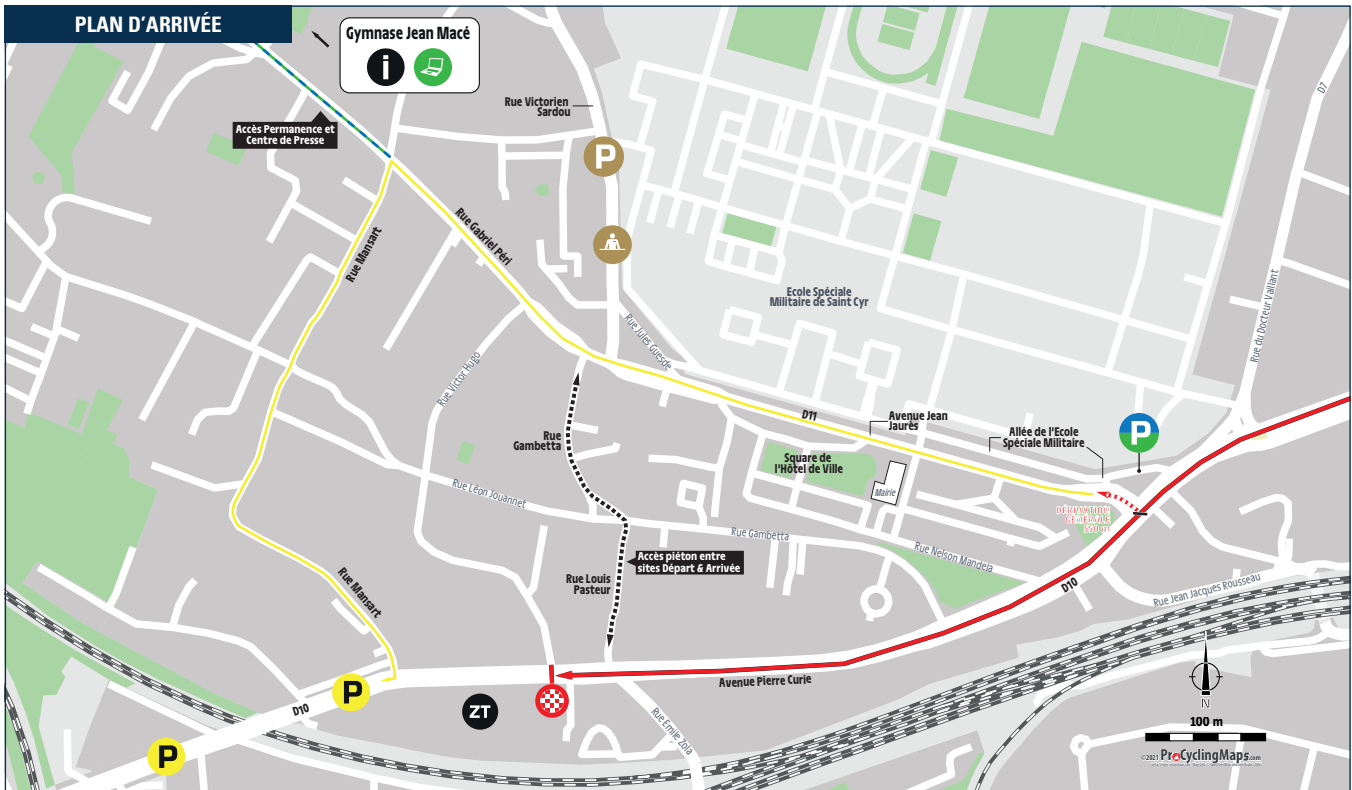 PLAN D'ARRIVÉE
Gymnase Jean Macé
i
Accès Permanence et
Centre de Presse
Rue Victorien
Sardou
P
D7
Rue Mansart
Rue Gabriel Péri
Ecole Spéciale
Militaire de Saint Cyr
Rue du Docteur Vaillant
Rue Jules Guesde
Rue Victor Hugo
D11
Avenue Jean
Jaurès
Allée de l'Ecole
Spéciale Militaire
P
Rue
Gambetta
Square de
l'Hôtel de Ville
Mairie
Rue Léon Jouannet
Rue Gambetta
Rue Nelson Mandela
Accès piéton entre
sites Départ & Arrivée
Rue Louis
Pasteur
Rue Mansart
D10
Rue Jean Jacques Rousseau
Avenue Pierre Curie
P
D10
ZT
Rue Emile Zola
P
N
100 m
©2021 ProCyclingMaps.com